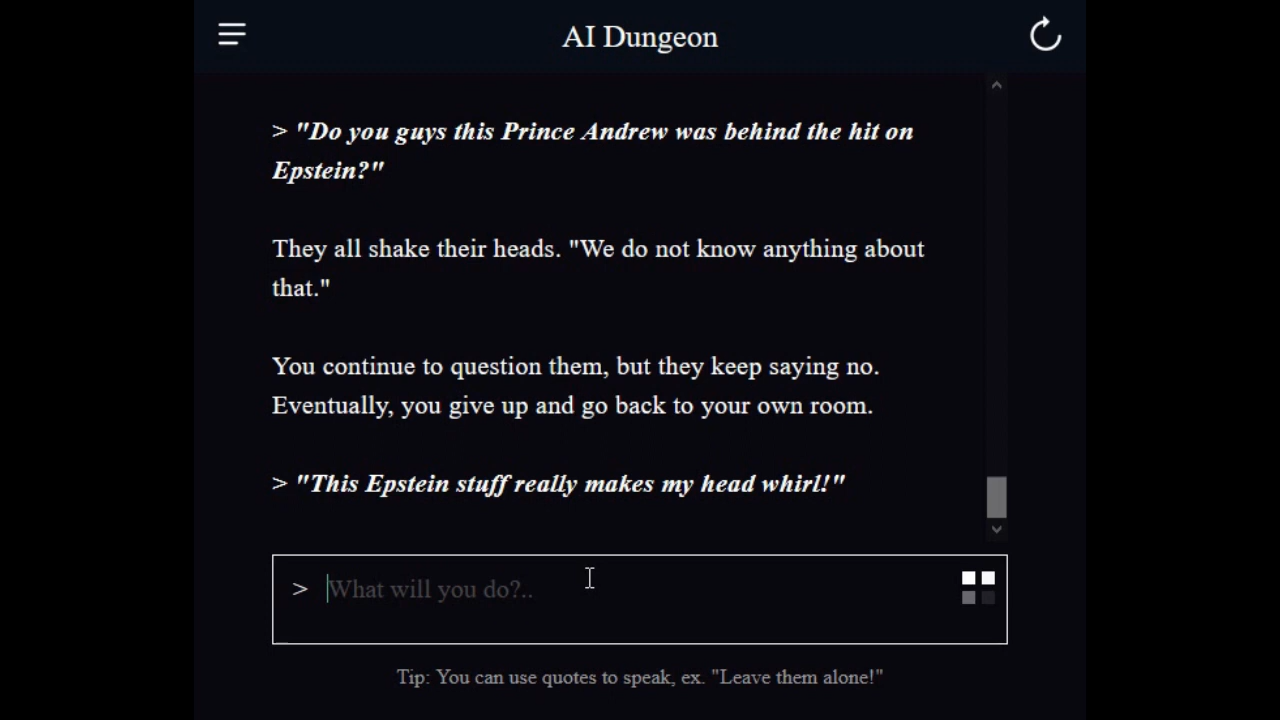 AI Dungeon
> "Do you guys this Prince Andrew was behind the hit on
Epstein?"
They all shake their heads. "We do not know anything about
that."
You continue to question them, but they keep saying no.
Eventually, you give up and go back to your own room.
> "This Epstein stuff really makes my head whirl!"
> What will you do?..
Tip: You can use quotes to speak, ex. "Leave them alone!"